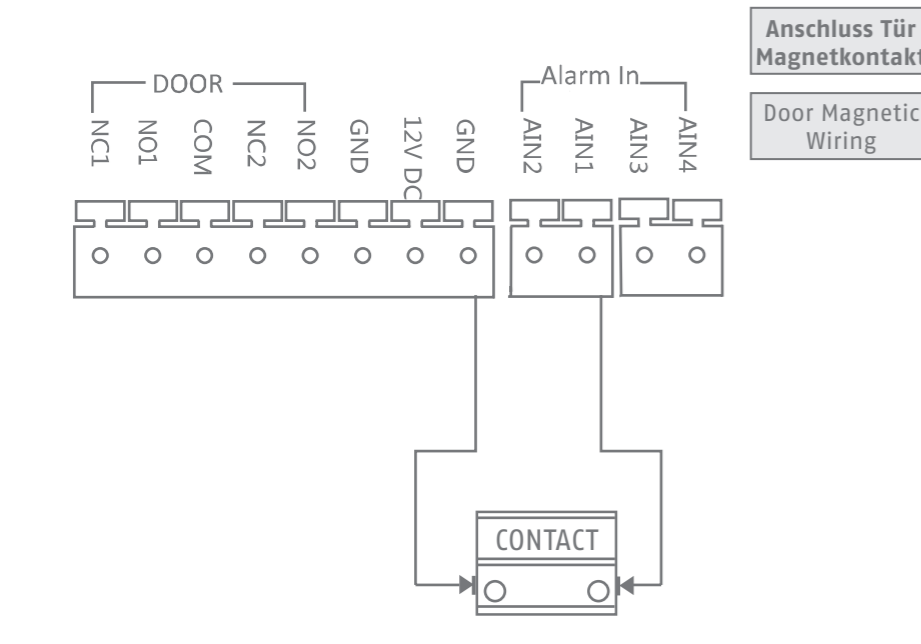 Anschluss Tür
Magnetkontakt
Door Magnetic
Wiring
DOOR
Alarm In
NC1
NO1
COM
NC2
NO2
GND
12V DC
GND
AIN2
AIN1
AIN3
AIN4
CONTACT